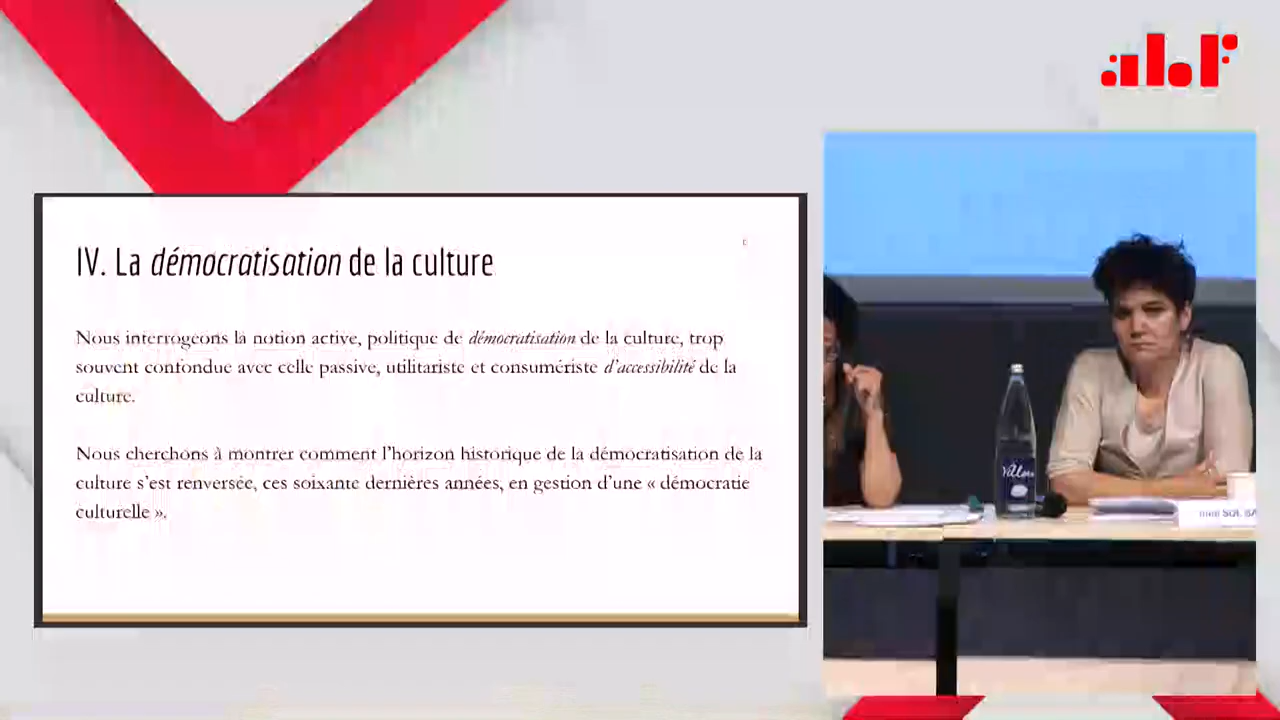 abf
IV. La démocratisation de la culture
Nous interrogeons la notion active, politique de démocratisation de la culture, trop
souvent confondue avec celle passive, utilitariste et consumériste d'accessibilité de la
culture.
Nous cherchons à montrer comment l'horizon historique de la démocratisation de la
culture s'est renversée, ces soixante dernières années, en gestion d'une « démocratie
culturelle ».